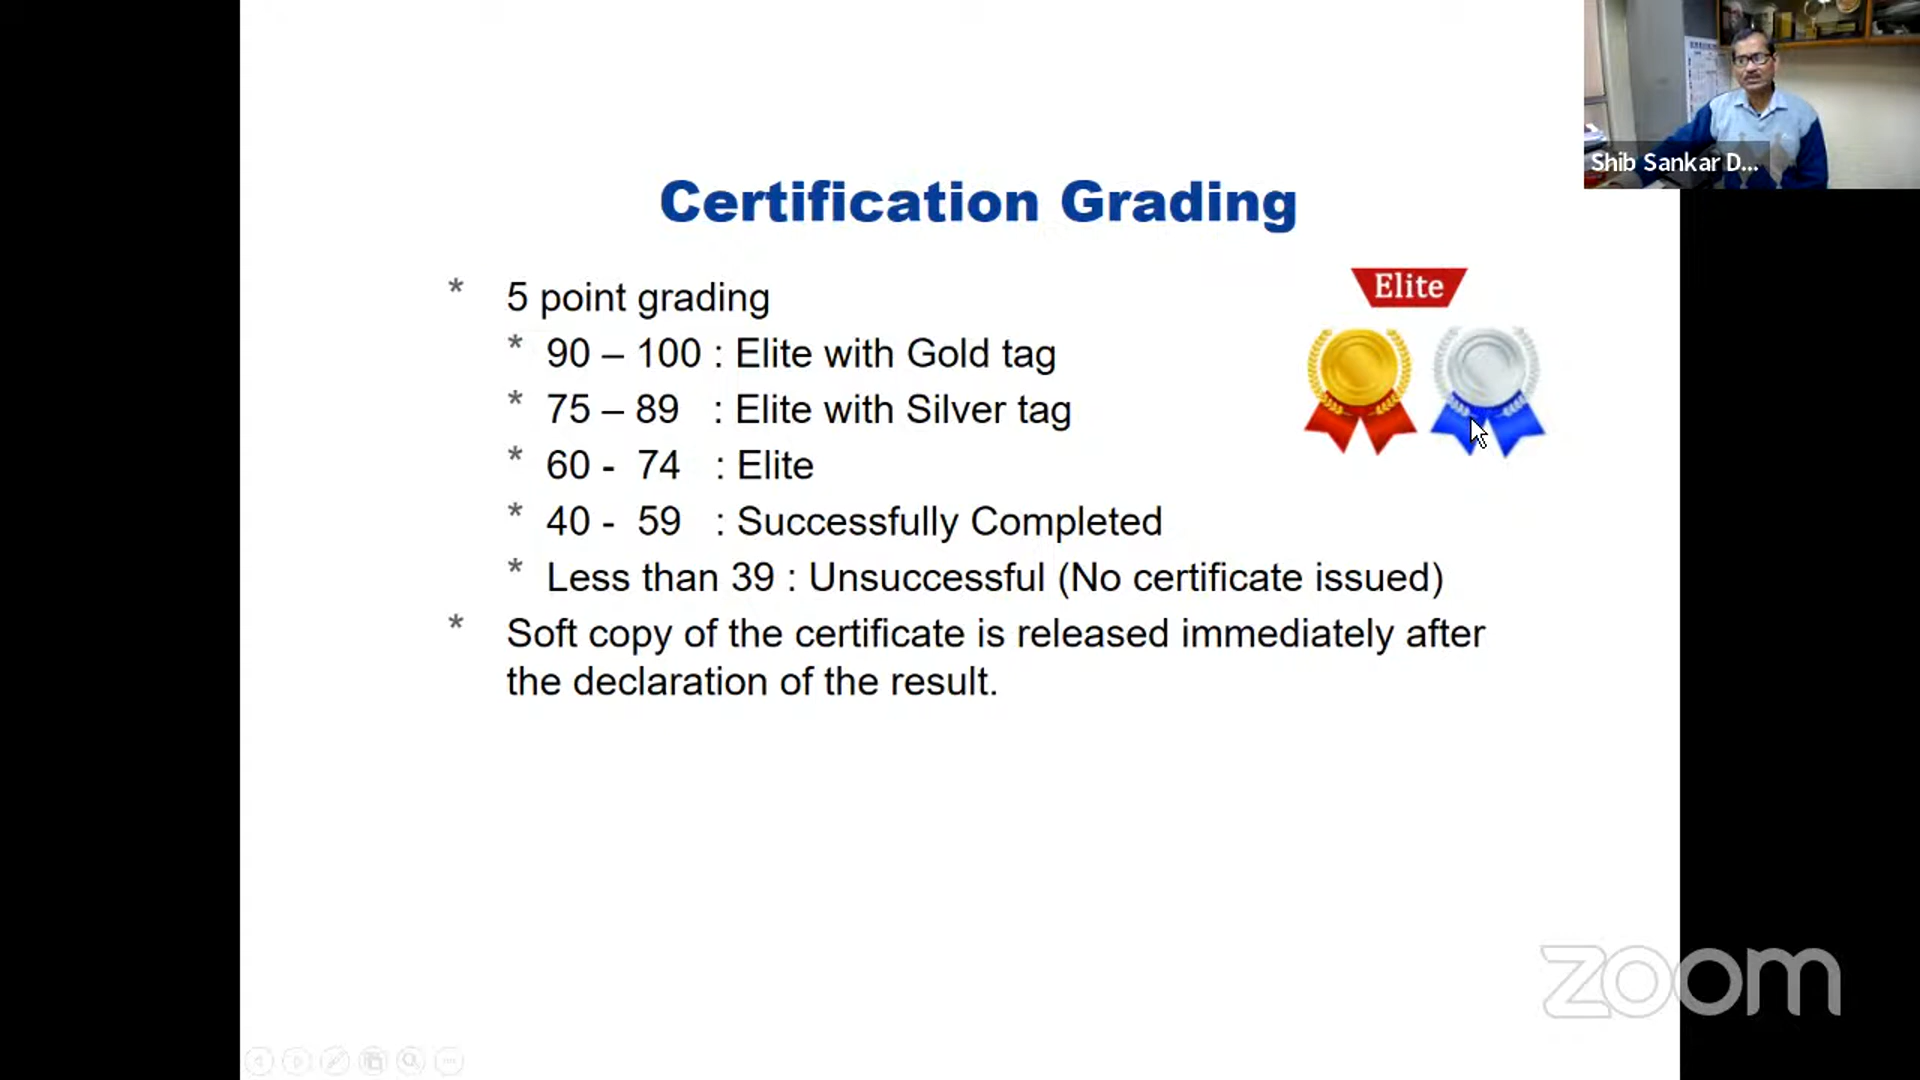 Shib Sankar D...
Certification Grading
Elite
* 5 point grading
* 90 – 100 : Elite with Gold tag
* 75 – 89 : Elite with Silver tag
* 60 - 74 : Elite
* 40 - 59 : Successfully Completed
* Less than 39 : Unsuccessful (No certificate issued)
* Soft copy of the certificate is released immediately after
the declaration of the result.
zoom